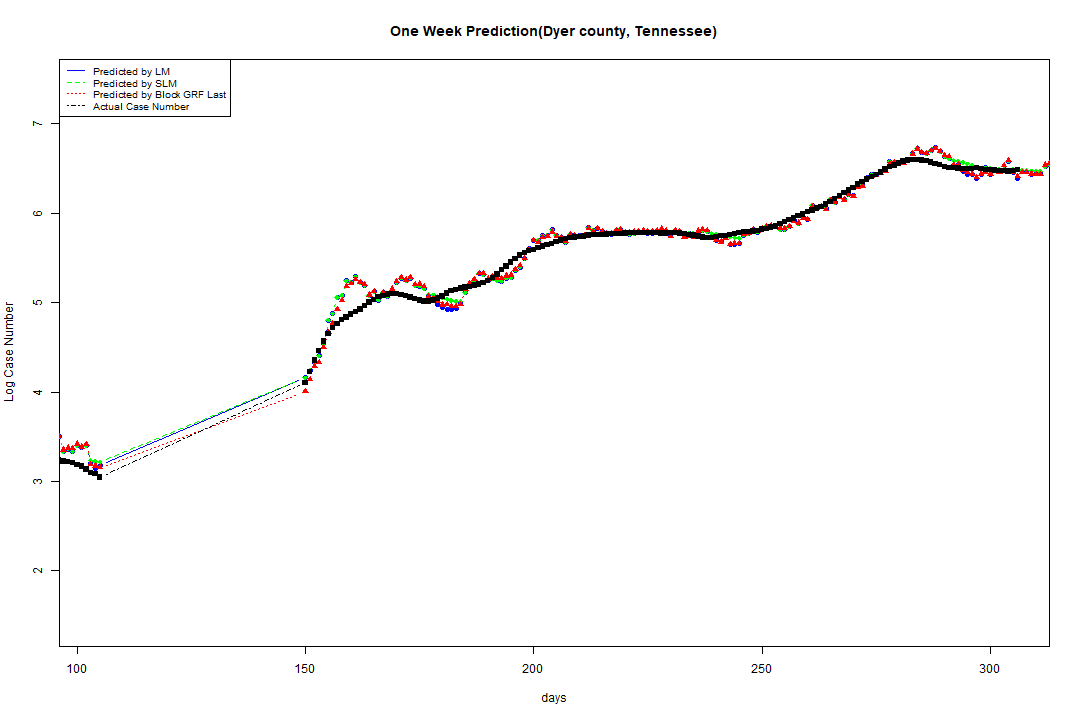 One Week Prediction(Dyer county, Tennessee)
Predicted by LM
Predicted by SLM
Predicted by Block GRF Last
Actual Case Number
7
6
5
4
3
2
Log Case Number
100 150 200 250 300
days